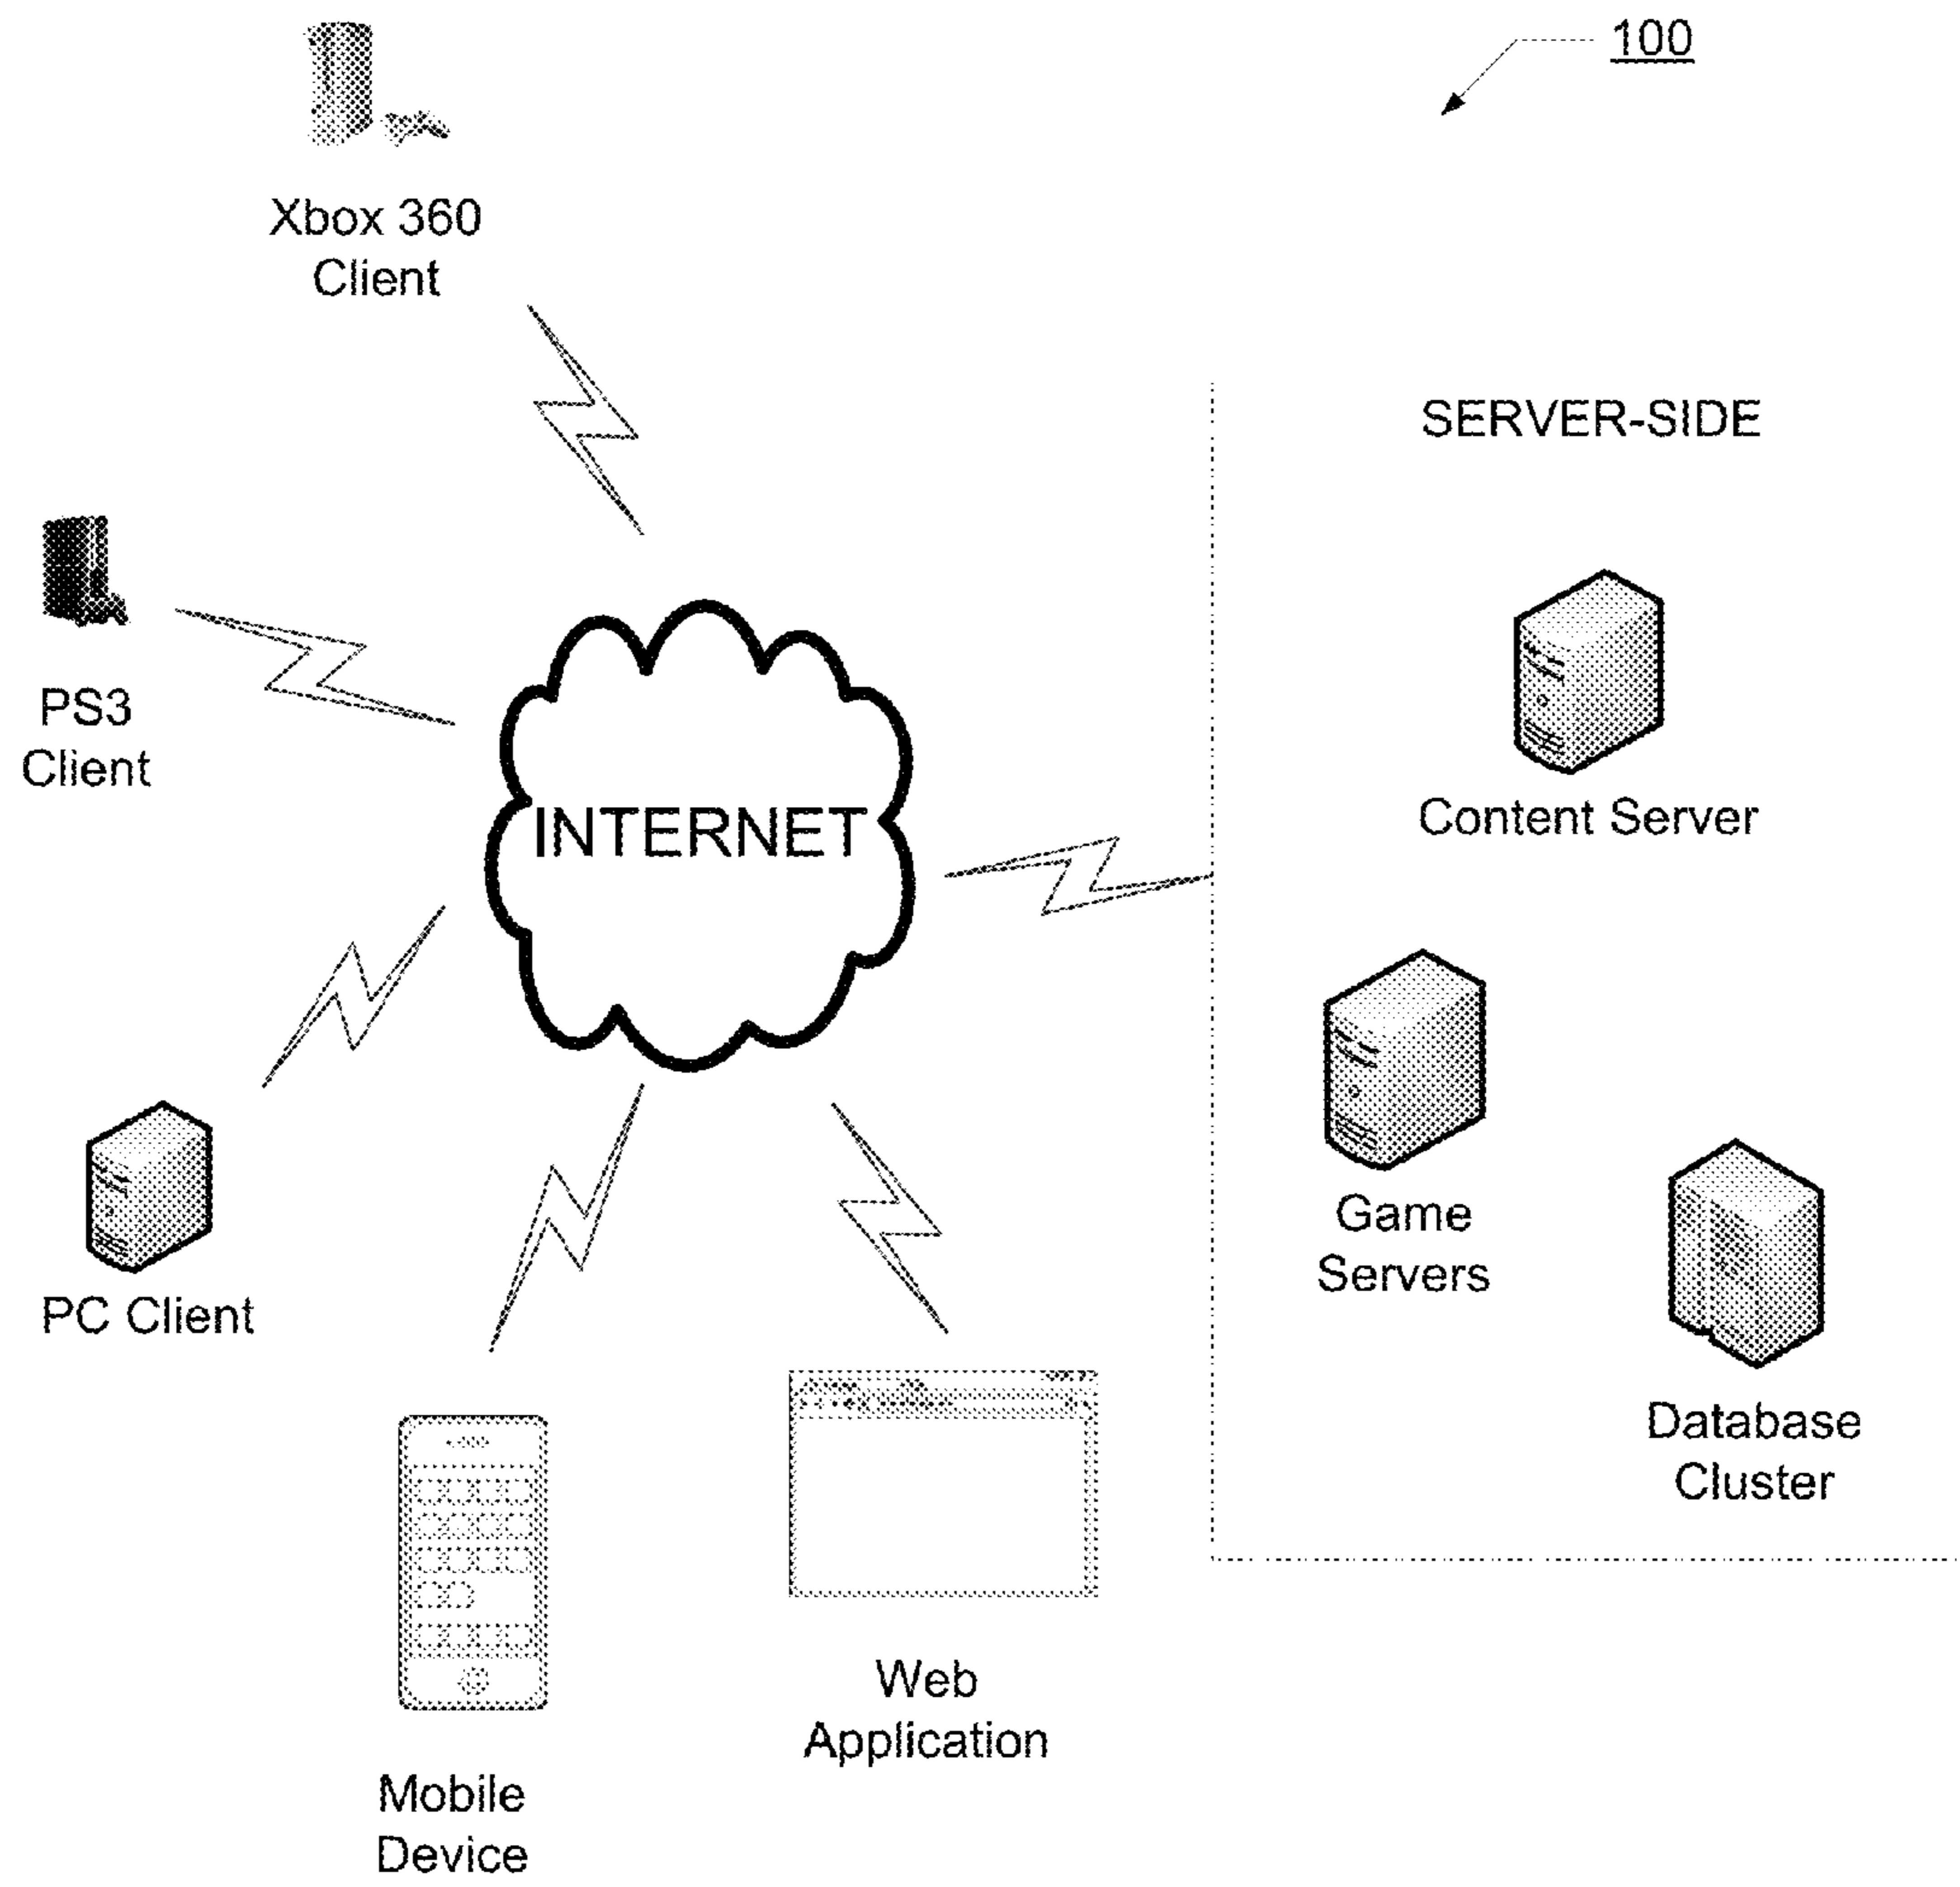 100
Xbox 360
Client
SERVER-SIDE
PS3
Client
INTERNET
Content Server
Game
Servers
PC Client
Database
Cluster
Web
Application
Mobile
Device